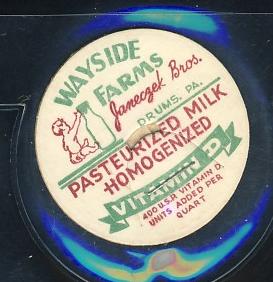 WAYSIDE
FARMS
Janeczek Bros.
DRUMS, PA.
PASTEURIZED MILK
HOMOGENIZED
VITAMIN D
400 U.S.P. VITAMIN D.
UNITS ADDED PER
QUART